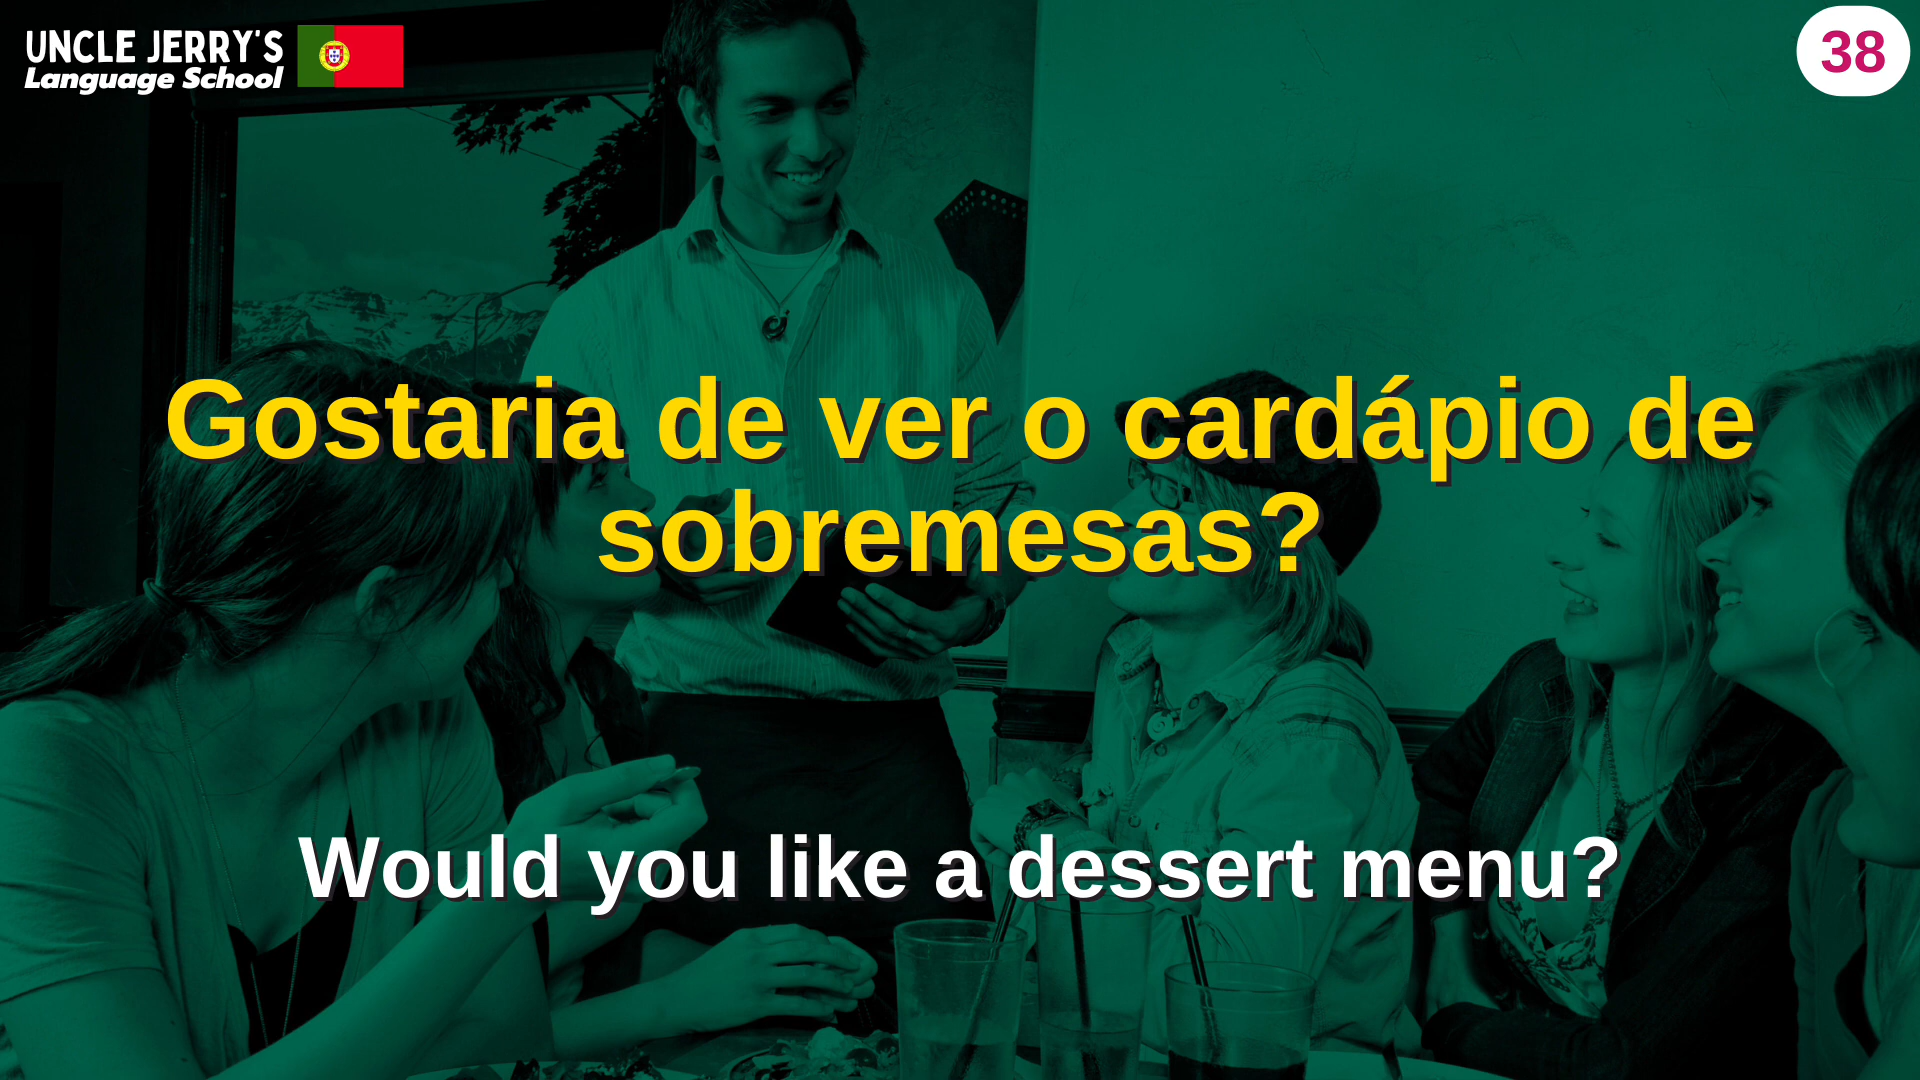 UNCLE JERRY'S
Language School
38
Gostaria de ver o cardápio de
sobremesas?
Would you like a dessert menu?